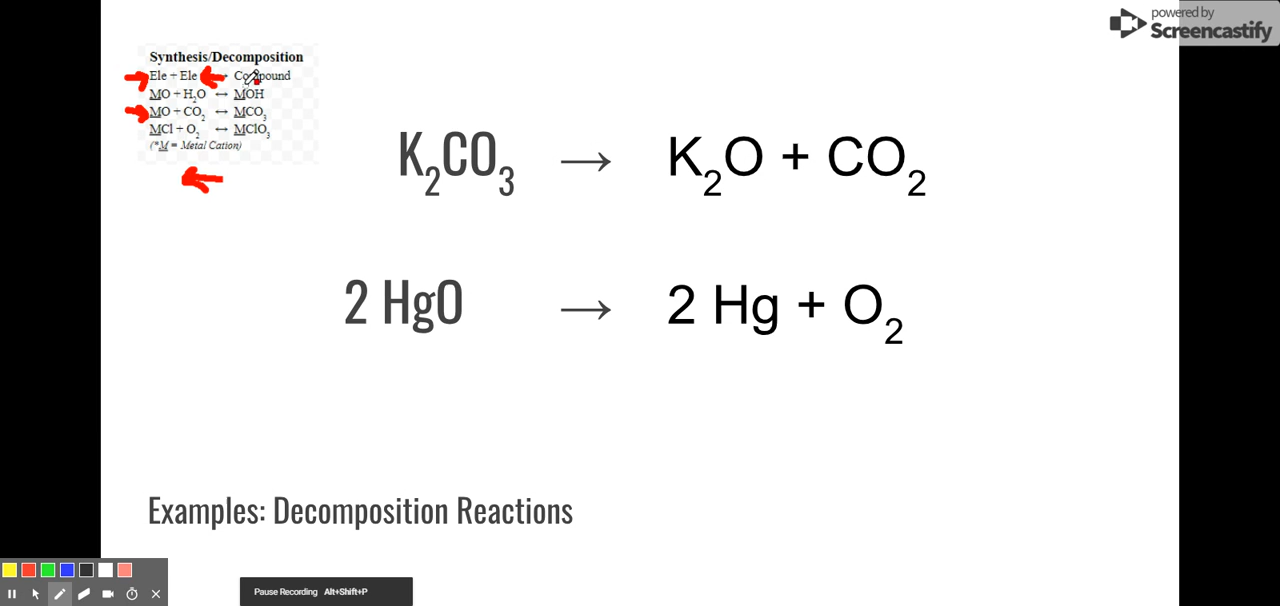 powered by
Screencastify
Synthesis/Decomposition
Ele + Ele Compound
MO + H₂O ↔ MOH
MO + CO₂ ↔ MCO₃
MCl + O₂ ↔ MClO₃
(*M = Metal Cation)
K₂CO₃ → K₂O + CO₂
2 HgO → 2 Hg + O₂
Examples: Decomposition Reactions
Pause Recording Alt+Shift+P